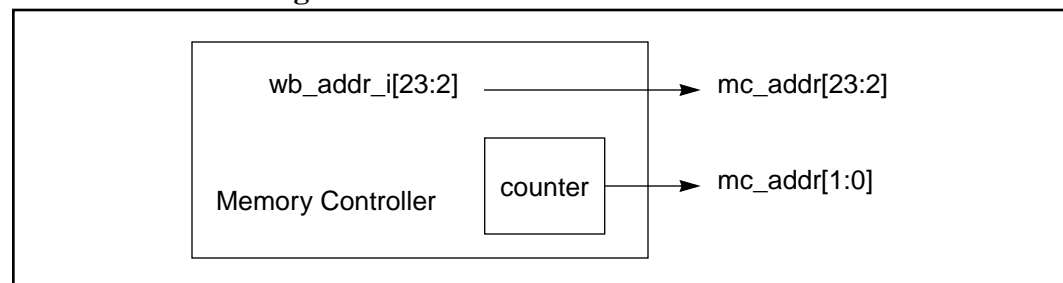 wb_addr_i[23:2] mc_addr[23:2]
counter mc_addr[1:0]
Memory Controller